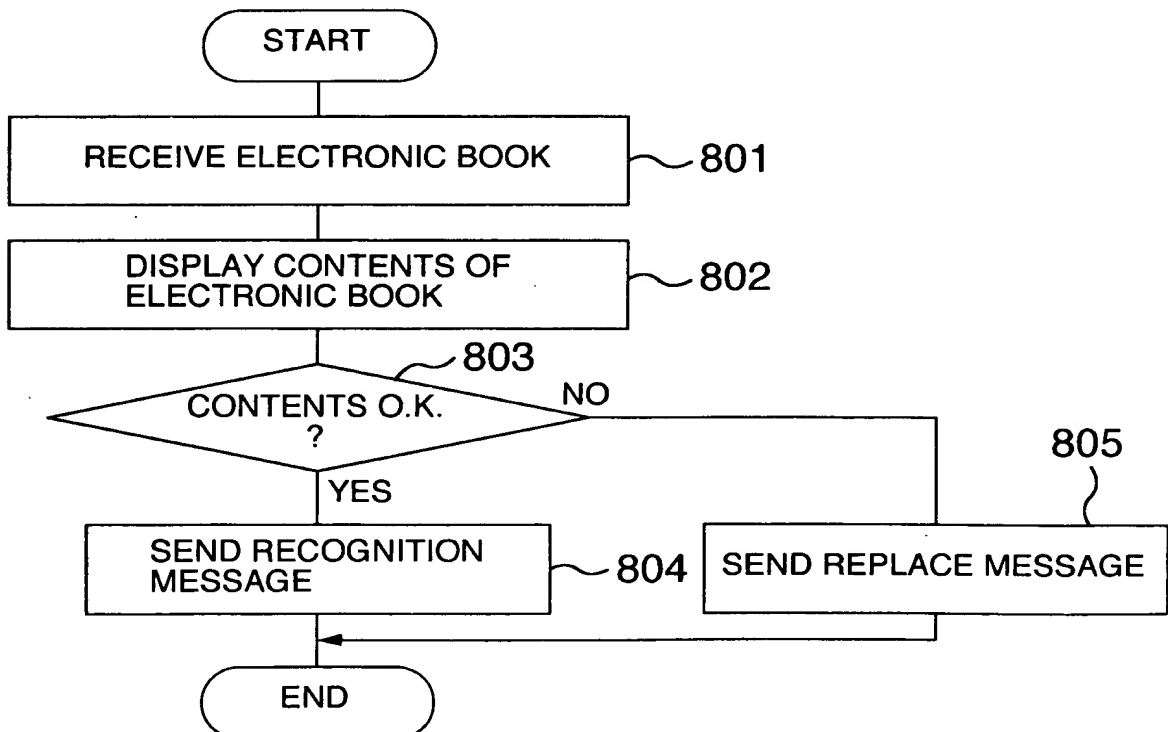 START
RECEIVE ELECTRONIC BOOK
801
DISPLAY CONTENTS OF
ELECTRONIC BOOK
802
803
CONTENTS O.K.
?
NO
YES
805
SEND RECOGNITION
MESSAGE
804
SEND REPLACE MESSAGE
END